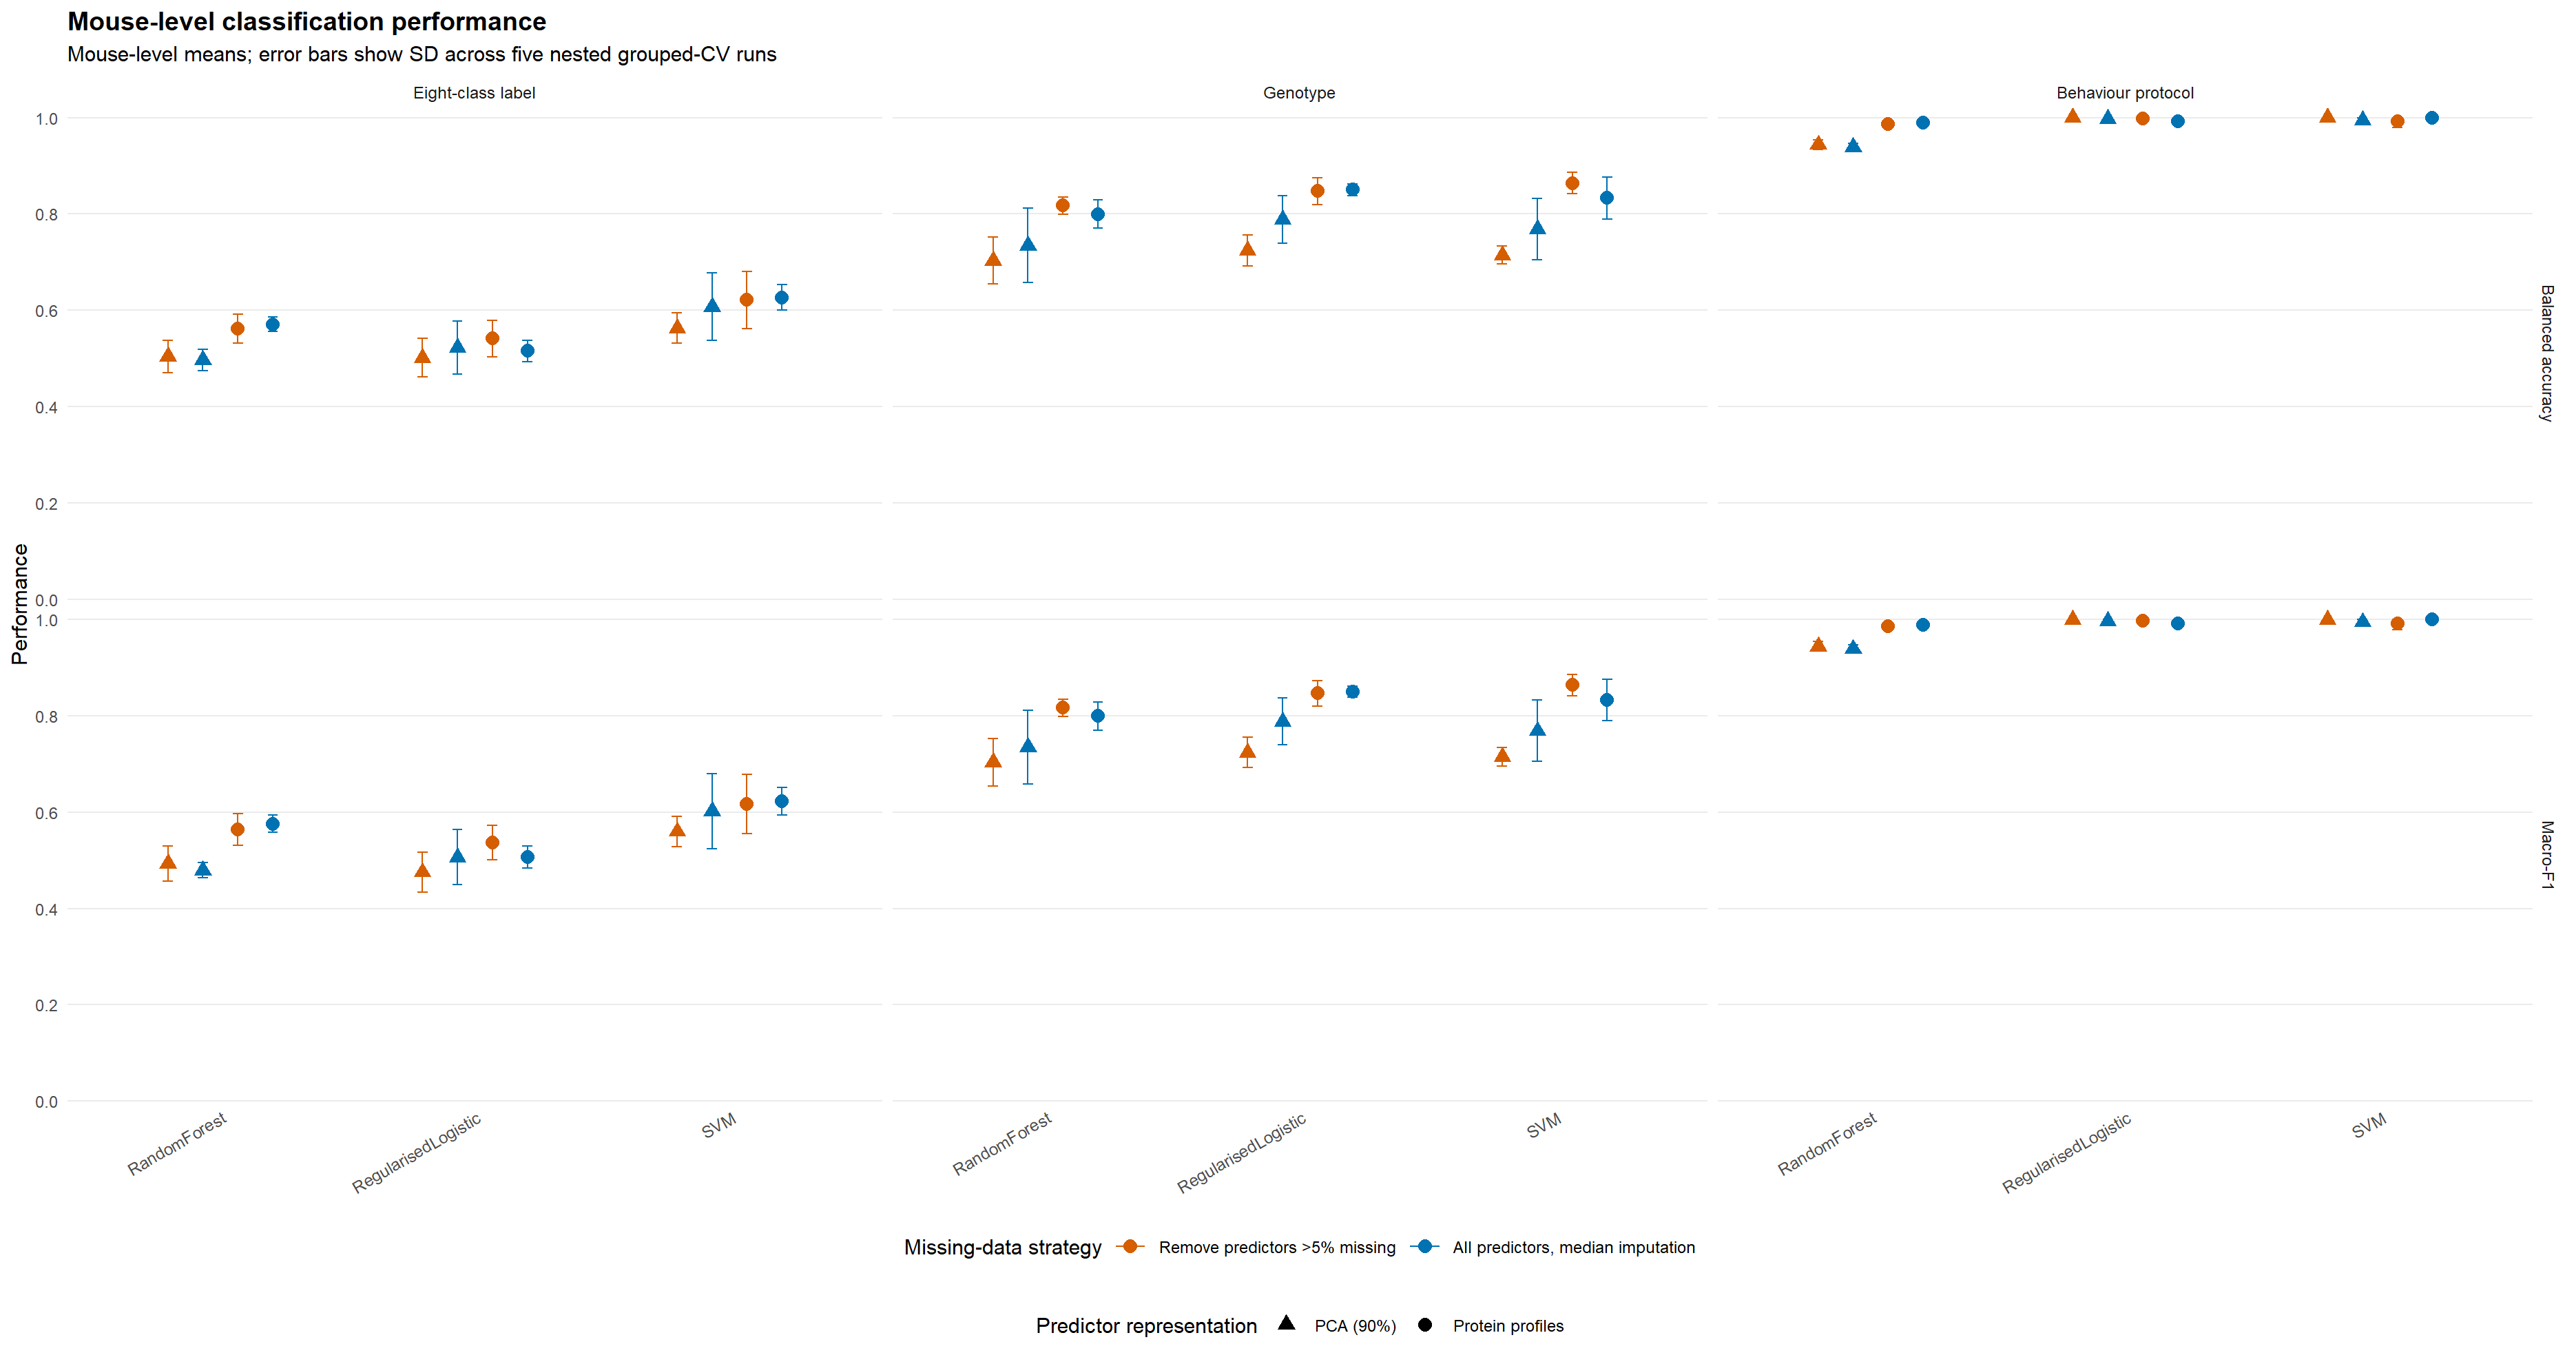 Mouse-level classification performance
Mouse-level means; error bars show SD across five nested grouped-CV runs
Eight-class label
Genotype
Behaviour protocol
1.0
0.8
0.6
0.4
0.2
0.0
Balanced accuracy
Performance
1.0
0.8
0.6
0.4
0.2
0.0
Macro-F1
RandomForest
RegularisedLogistic
SVM
RandomForest
RegularisedLogistic
SVM
RandomForest
RegularisedLogistic
SVM
Missing-data strategy Remove predictors >5% missing All predictors, median imputation
Predictor representation PCA (90%) Protein profiles